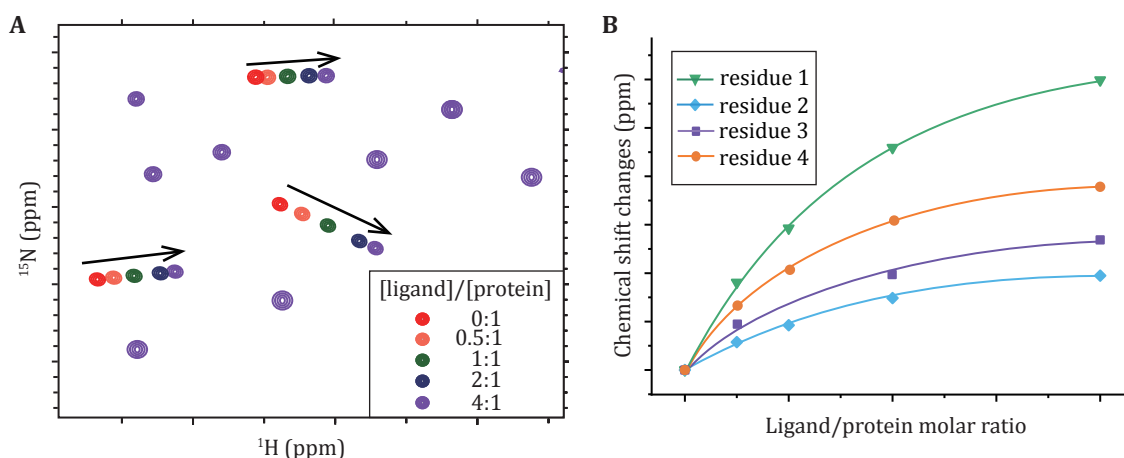 A
¹⁵N (ppm)
¹H (ppm)
[ligand]/[protein]
0:1
0.5:1
1:1
2:1
4:1
B
Chemical shift changes (ppm)
residue 1
residue 2
residue 3
residue 4
Ligand/protein molar ratio